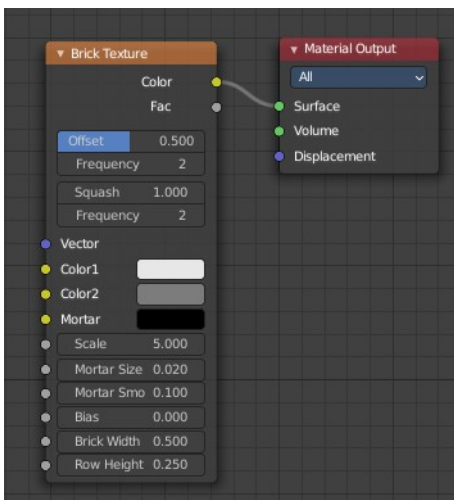 Brick Texture
Color
Fac
Offset 0.500
Frequency 2
Squash 1.000
Frequency 2
Vector
Color1
Color2
Mortar
Scale 5.000
Mortar Size 0.020
Mortar Smo 0.100
Bias 0.000
Brick Width 0.500
Row Height 0.250
Material Output
All
Surface
Volume
Displacement